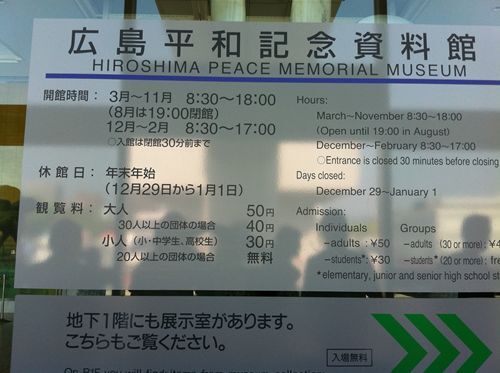 広島平和記念資料館
HIROSHIMA PEACE MEMORIAL MUSEUM
開館時間： 3月〜11月 8:30〜18:00
(8月は19:00閉館)
12月〜2月 8:30〜17:00
○入館は閉館30分前まで
休館日： 年末年始
(12月29日から1月1日)
観覧料： 大人 50円
30人以上の団体の場合 40円
小人 (小・中学生、高校生) 30円
20人以上の団体の場合 無料
Hours:
March~November 8:30~18:00
(Open until 19:00 in August)
December~February 8:30~17:00
○Entrance is closed 30 minutes before closing
Days closed:
December 29~January 1
Admission:
Individuals Groups
–adults : ¥50 –adults (30 or more): ¥4
–students*: ¥30 –students* (20 or more): fre
*elementary, junior and senior high school st
地下1階にも展示室があります。
こちらもご覧ください。
入場無料
On B1F you will find items from museum collection